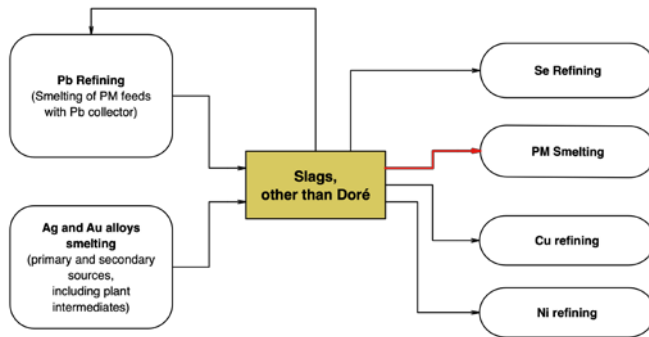 Pb Refining
(Smelting of PM feeds
with Pb collector)
Ag and Au alloys
smelting
(primary and secondary
sources,
including plant
intermediates)
Slags,
other than Doré
Se Refining
PM Smelting
Cu refining
Ni refining